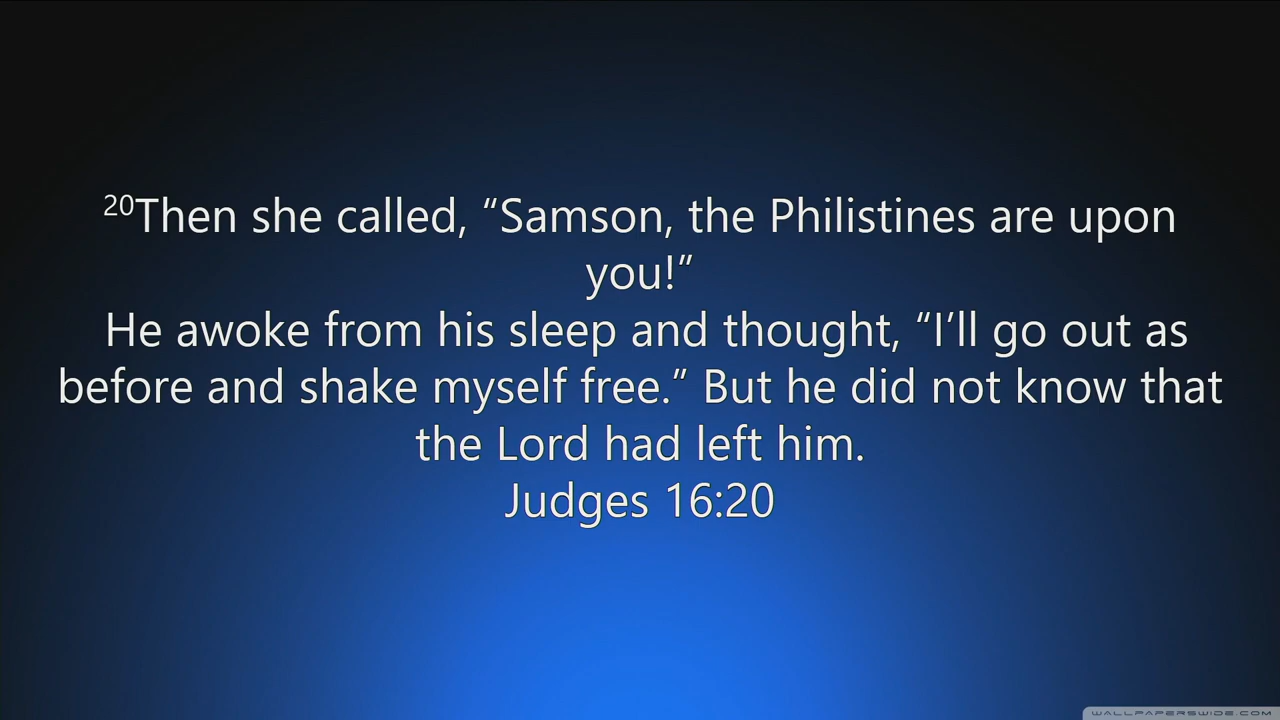 ²⁰Then she called, “Samson, the Philistines are upon
you!”
He awoke from his sleep and thought, “I’ll go out as
before and shake myself free.” But he did not know that
the Lord had left him.
Judges 16:20
WALLPAPERSWIDE.COM